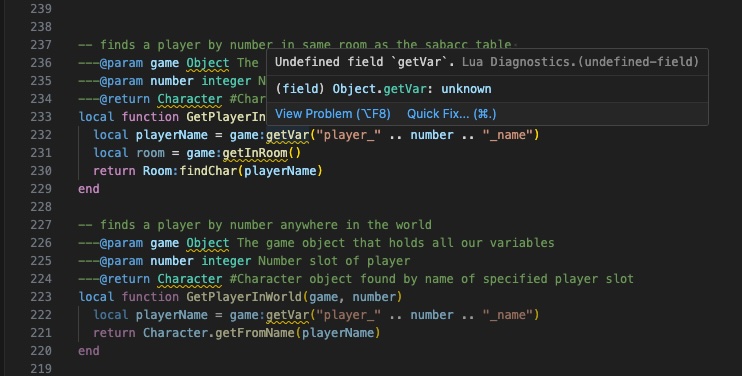 239
238
237 -- finds a player by number in same room as the sabacc table
236 ---@param game Object The
235 ---@param number integer N
234 ---@return Character #Char
233 local function GetPlayerIn
232 local playerName = game:getVar("player_" .. number .. "_name")
231 local room = game:getInRoom()
230 return Room:findChar(playerName)
229 end
228
227 -- finds a player by number anywhere in the world
226 ---@param game Object The game object that holds all our variables
225 ---@param number integer Number slot of player
224 ---@return Character #Character object found by name of specified player slot
223 local function GetPlayerInWorld(game, number)
222 local playerName = game:getVar("player_" .. number .. "_name")
221 return Character.getFromName(playerName)
220 end
219
Undefined field `getVar`. Lua Diagnostics.(undefined-field)
(field) Object.getVar: unknown
View Problem (⌥F8) Quick Fix... (⌘.)